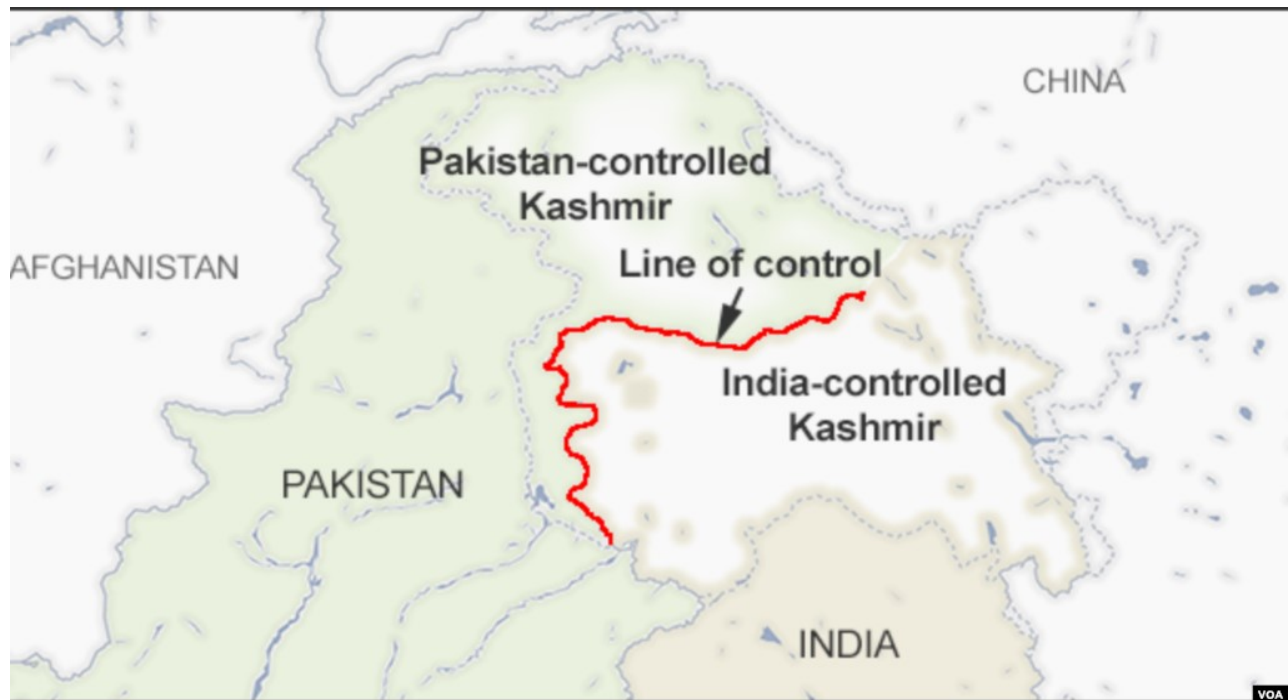 CHINA
Pakistan-controlled
Kashmir
Line of control
AFGHANISTAN
India-controlled
Kashmir
PAKISTAN
INDIA
VOA